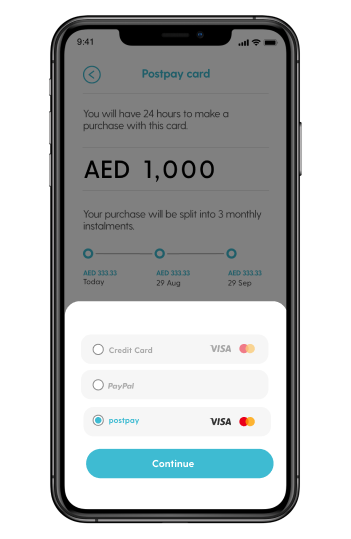 9:41
Postpay card
You will have 24 hours to make a
purchase with this card.
AED 1,000
Your purchase will be split into 3 monthly
instalments.
AED 333.33 AED 333.33 AED 333.33
Today 29 Aug 29 Sep
Credit Card VISA
PayPal
postpay VISA
Continue